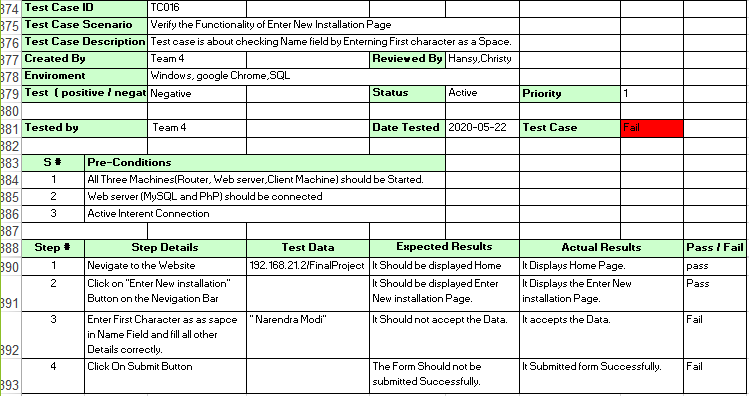 374 Test Case ID TC016
375 Test Case Scenario Verify the Functionality of Enter New Installation Page
376 Test Case Description Test case is about checking Name field by Enterning First character as a Space.
377 Created By Team 4 Reviewed By Hansy,Christy
378 Enviroment Windows, google Chrome,SQL
379 Test ( positive / negat Negative Status Active Priority 1
380
381 Tested by Team 4 Date Tested 2020-05-22 Test Case Fail
382
383 S # Pre-Conditions
384 1 All Three Machines(Router, Web server,Client Machine) should be Started.
385 2 Web server (MySQL and PhP) should be connected
386 3 Active Interent Connection
387
388 Step # Step Details Test Data Expected Results Actual Results Pass / Fail
390 1 Nevigate to the Website 192.168.21.2/FinalProject It Should be displayed Home It Displays Home Page. pass
2 Click on "Enter New installation" It Should be displayed Enter It Displays the Enter New Pass
391 Button on the Nevigation Bar New installation Page. installation Page.
3 Enter First Character as as sapce " Narendra Modi" It Should not accept the Data. It accepts the Data. Fail
in Name Field and fill all other
392 Details correctly.
4 Click On Submit Button The Form Should not be It Submitted form Successfully. Fail
393 submitted Successfully.